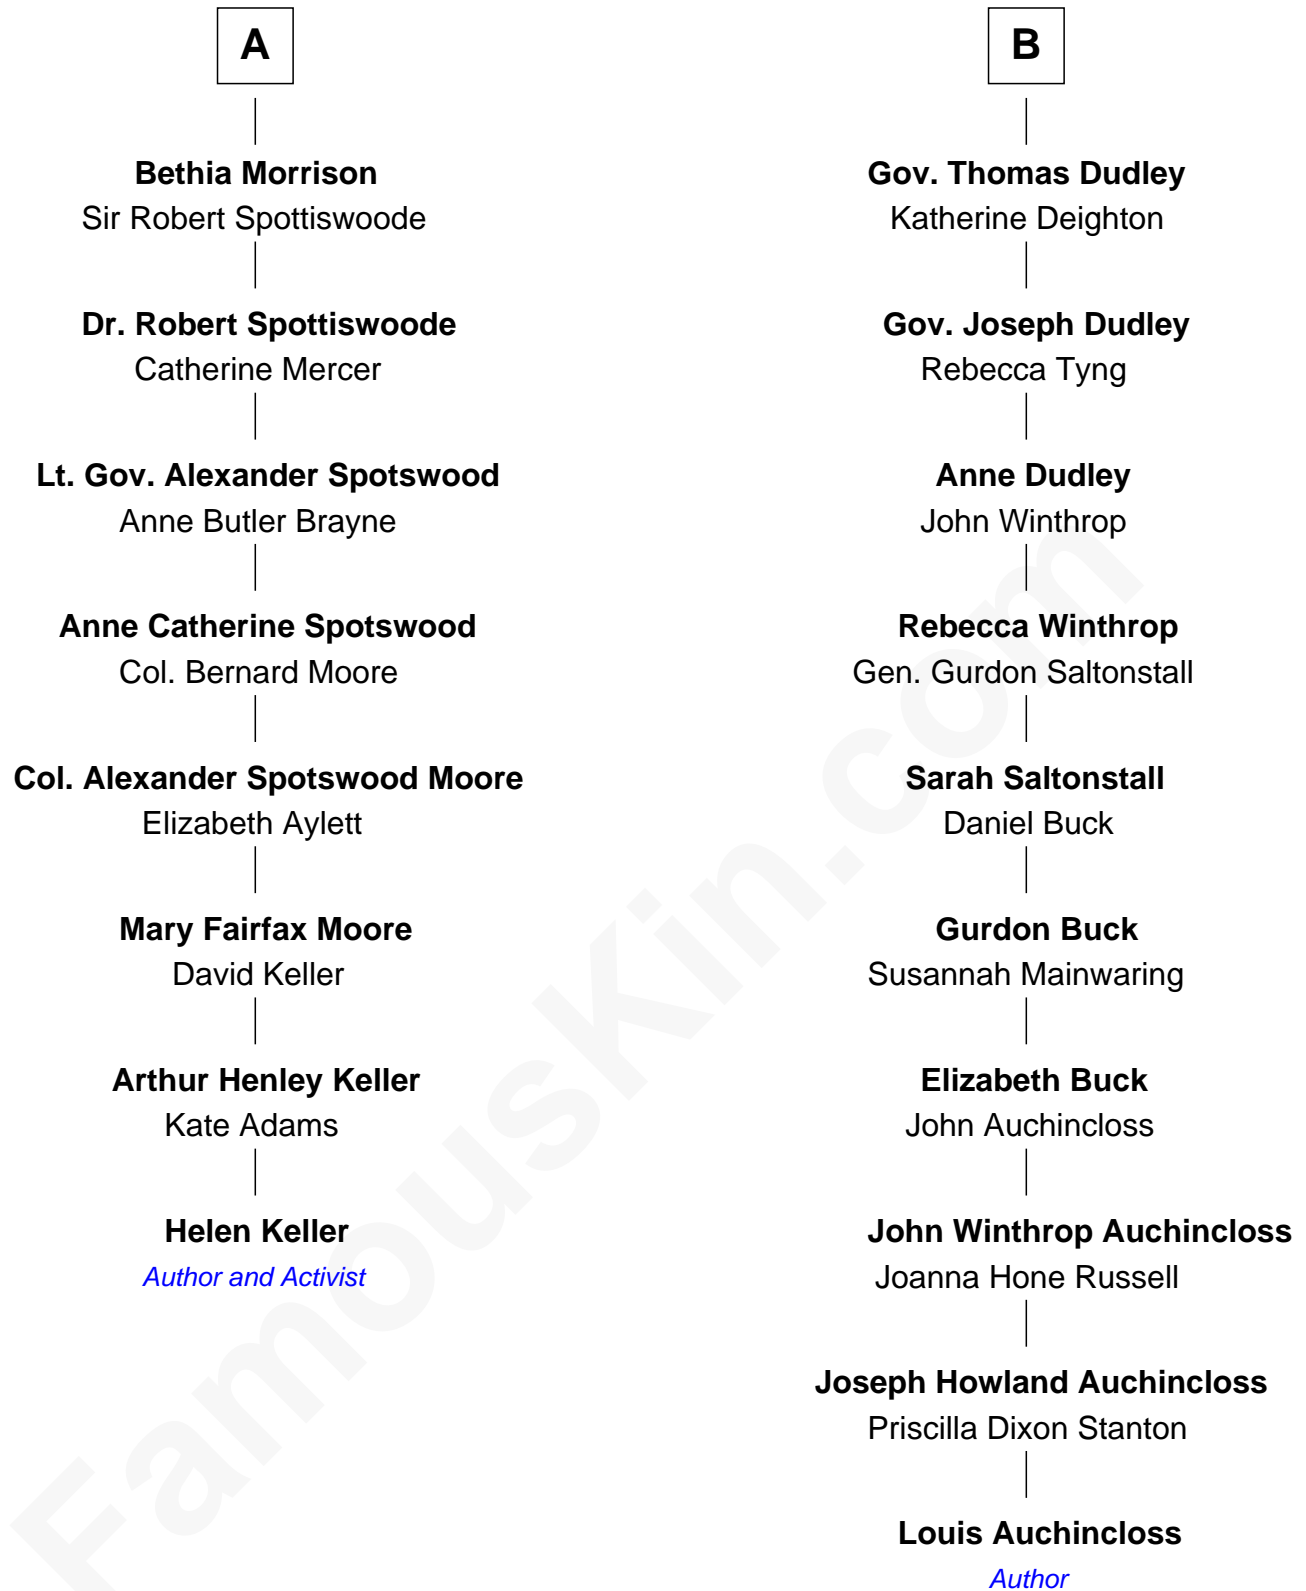 A
Bethia Morrison
Sir Robert Spottiswoode
Dr. Robert Spottiswoode
Catherine Mercer
Lt. Gov. Alexander Spotswood
Anne Butler Brayne
Anne Catherine Spotswood
Col. Bernard Moore
Col. Alexander Spotswood Moore
Elizabeth Aylett
Mary Fairfax Moore
David Keller
Arthur Henley Keller
Kate Adams
Helen Keller
Author and Activist
B
Gov. Thomas Dudley
Katherine Deighton
Gov. Joseph Dudley
Rebecca Tyng
Anne Dudley
John Winthrop
Rebecca Winthrop
Gen. Gurdon Saltonstall
Sarah Saltonstall
Daniel Buck
Gurdon Buck
Susannah Mainwaring
Elizabeth Buck
John Auchincloss
John Winthrop Auchincloss
Joanna Hone Russell
Joseph Howland Auchincloss
Priscilla Dixon Stanton
Louis Auchincloss
Author
FamousKin.com